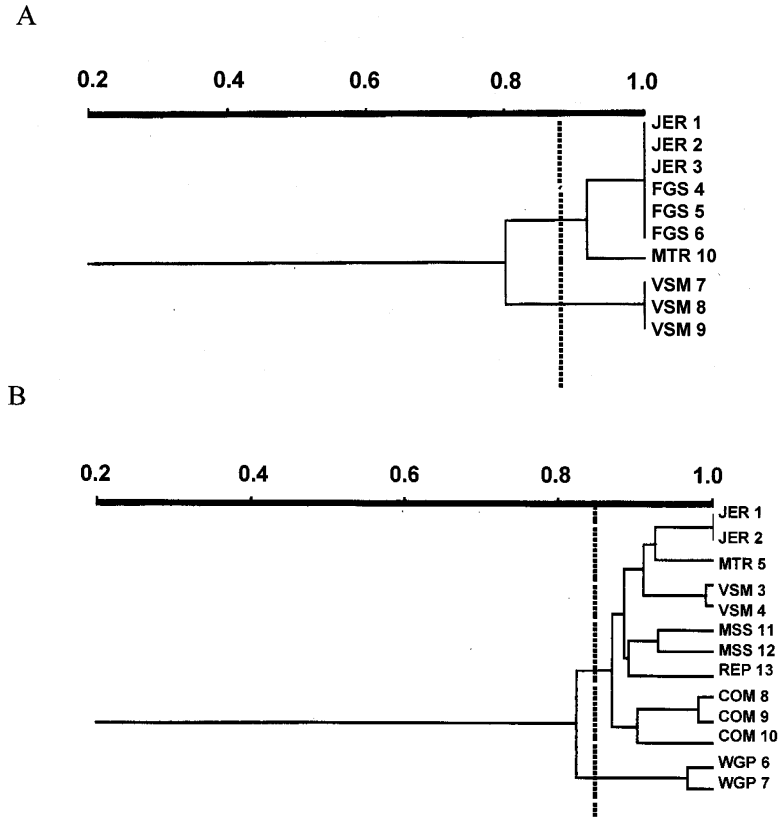 A
0.2 0.4 0.6 0.8 1.0
JER 1
JER 2
JER 3
FGS 4
FGS 5
FGS 6
MTR 10
VSM 7
VSM 8
VSM 9
B
0.2 0.4 0.6 0.8 1.0
JER 1
JER 2
MTR 5
VSM 3
VSM 4
MSS 11
MSS 12
REP 13
COM 8
COM 9
COM 10
WGP 6
WGP 7